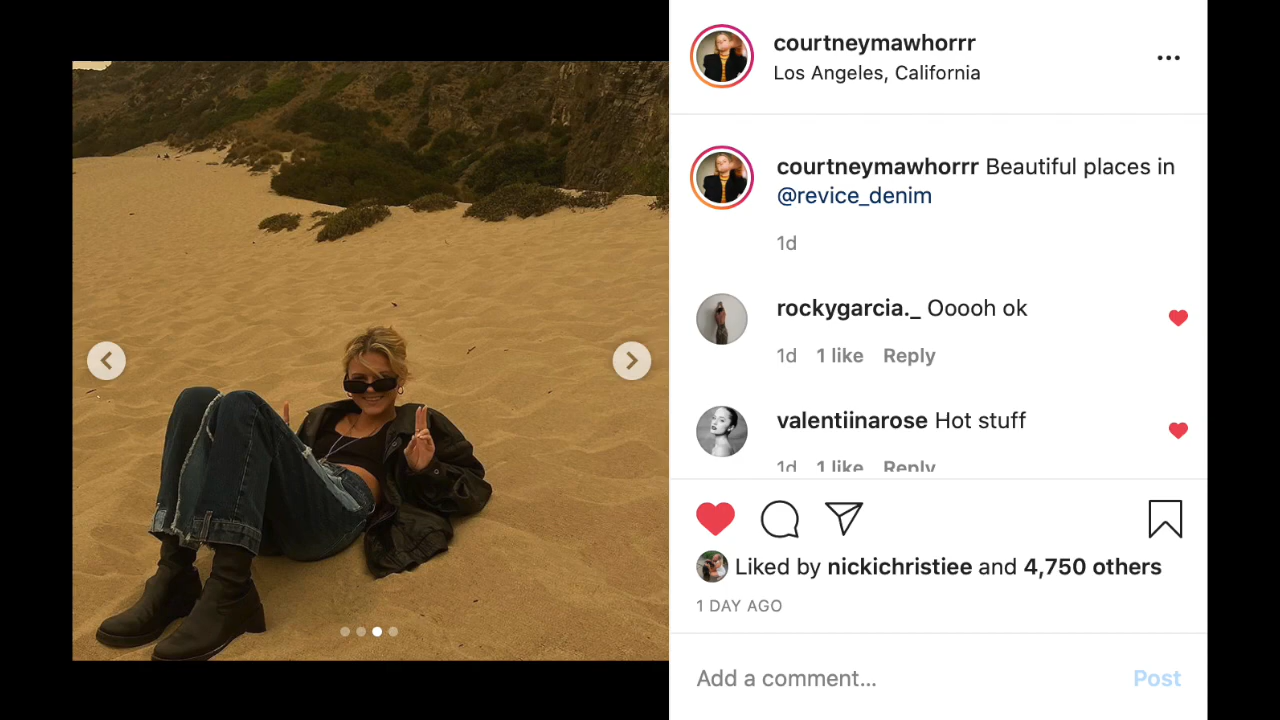 courtneymawhorrr
Los Angeles, California
courtneymawhorrr Beautiful places in
@revice_denim
1d
rockygarcia._ Ooooh ok
1d 1 like Reply
valentiinarose Hot stuff
1d 1 like Reply
Liked by nickichristiee and 4,750 others
1 DAY AGO
Add a comment... Post